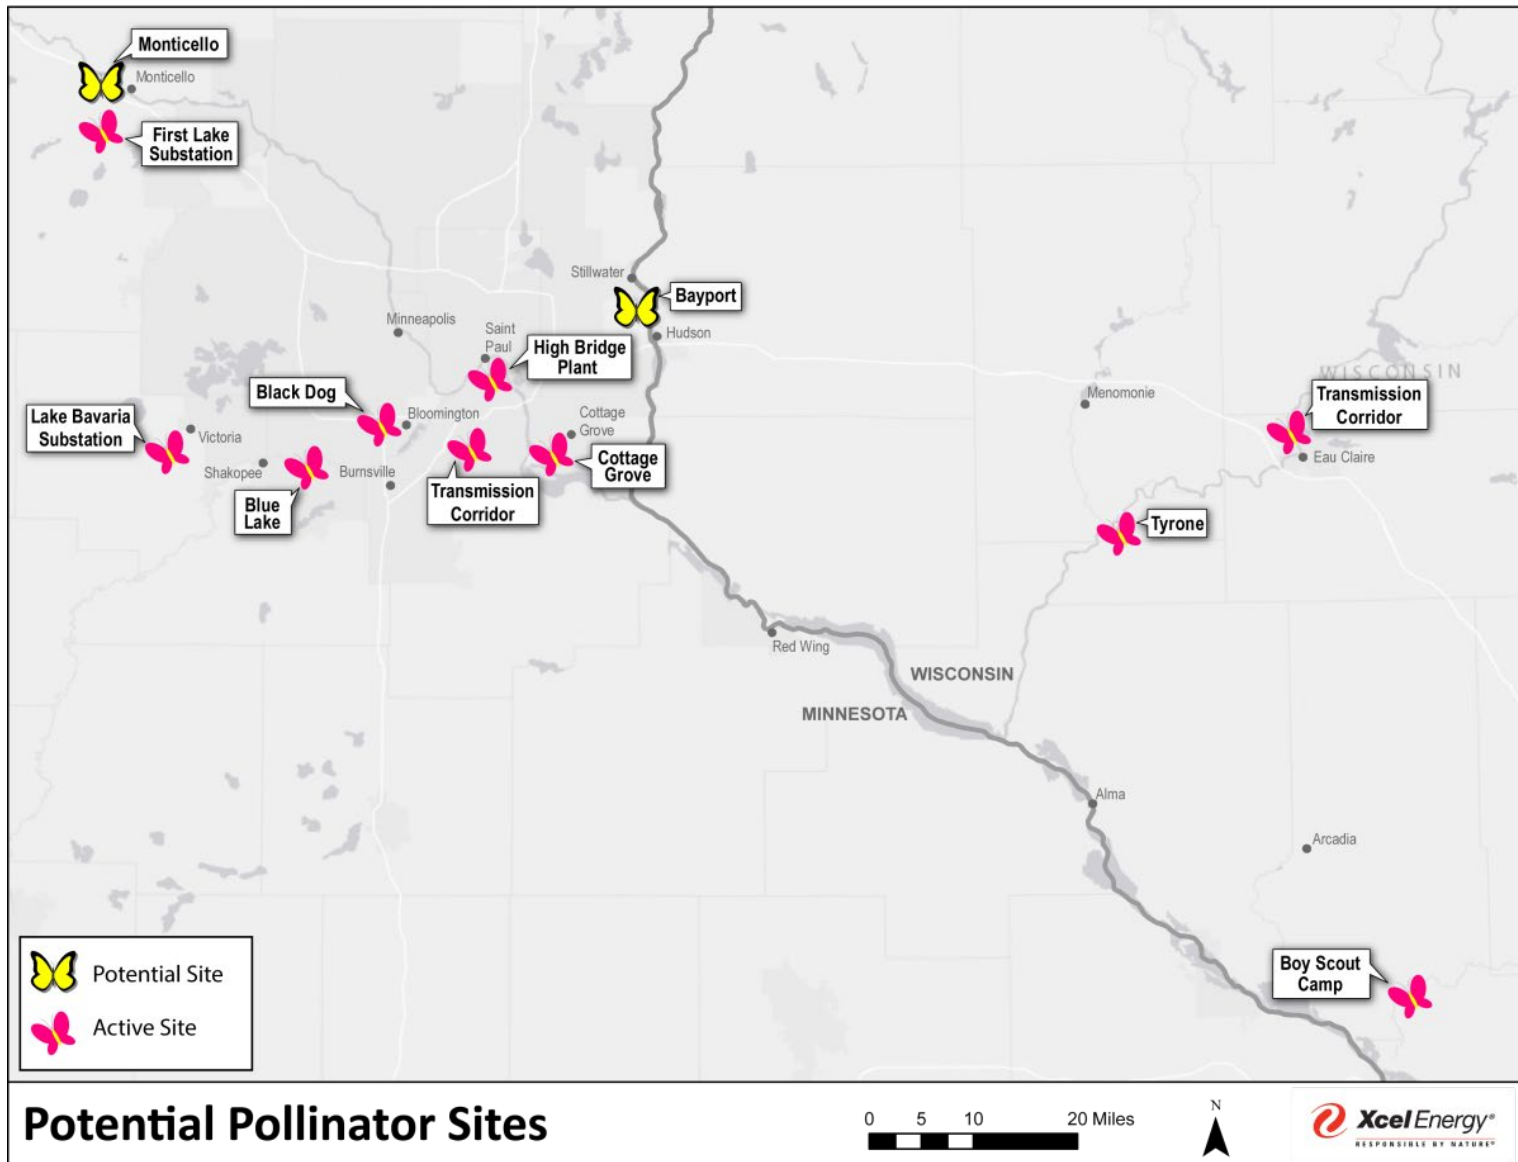 Monticello
Monticello
First Lake
Substation
Stillwater
Bayport
Minneapolis
Saint
Paul
Hudson
High Bridge
Plant
WISCONSIN
Black Dog
Menomonie
Transmission
Corridor
Lake Bavaria
Substation
Victoria
Bloomington
Cottage
Grove
Shakopee
Burnsville
Cottage
Grove
Eau Claire
Blue
Lake
Transmission
Corridor
Tyrone
Red Wing
WISCONSIN
MINNESOTA
Alma
Arcadia
Boy Scout
Camp
Potential Site
Active Site
Potential Pollinator Sites
0 5 10 20 Miles
N
Xcel Energy®
RESPONSIBLE BY NATURE®